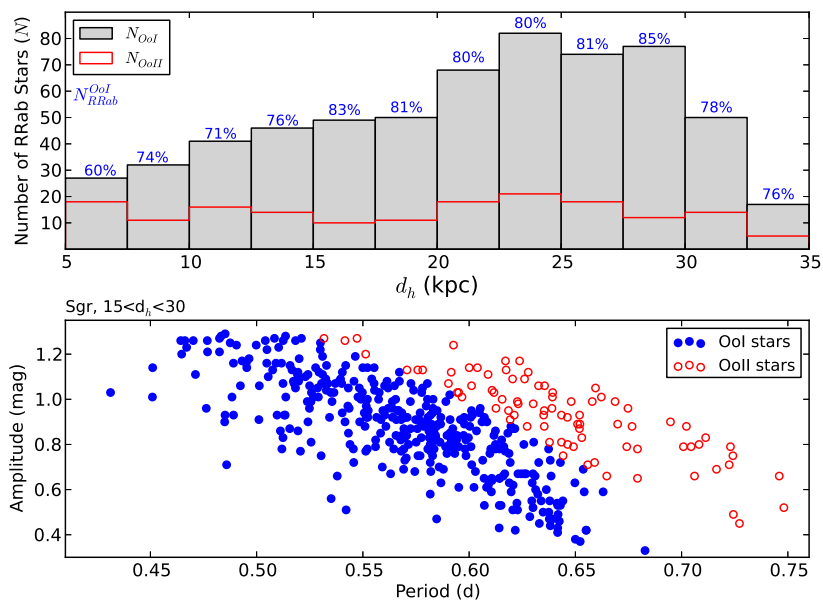 Number of RRab Stars (N)
80
70
60
50
40
30
20
10
N_OoI
N_OoII
N^OoI_RRab
60%
74%
71%
76%
83%
81%
80%
80%
81%
85%
78%
76%
5 10 15 20 25 30 35
d_h (kpc)
Sgr, 15<d_h<30
Amplitude (mag)
1.2
1.0
0.8
0.6
0.4
OoI stars
OoII stars
0.45 0.50 0.55 0.60 0.65 0.70 0.75
Period (d)